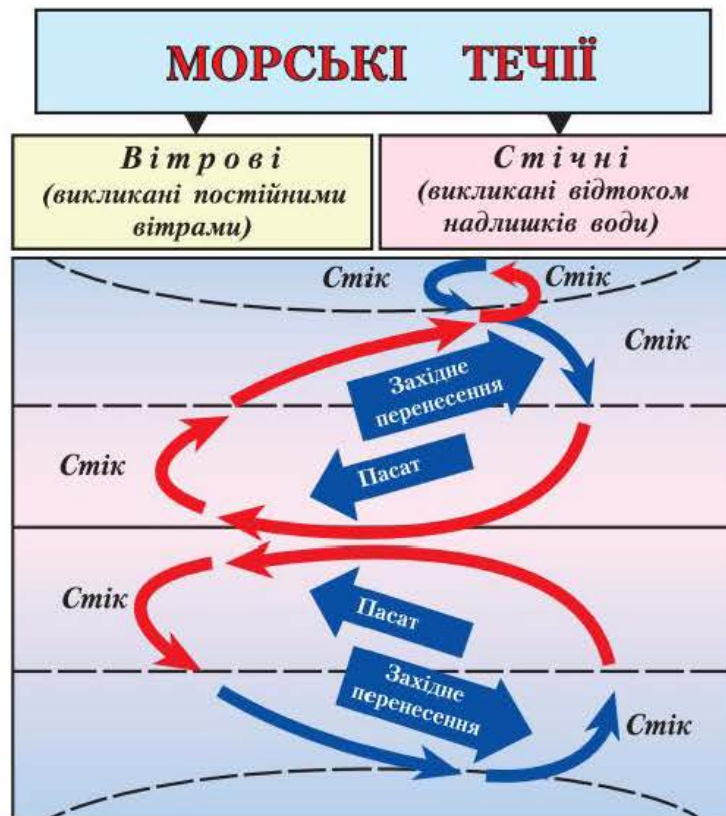 МОРСЬКІ ТЕЧІЇ
Вітрові
(викликані постійними
вітрами)
Стічні
(викликані відтоком
надлишків води)
Стік
Стік
Стік
Західне
перенесення
Стік
Пасат
Стік
Пасат
Західне
перенесення
Стік